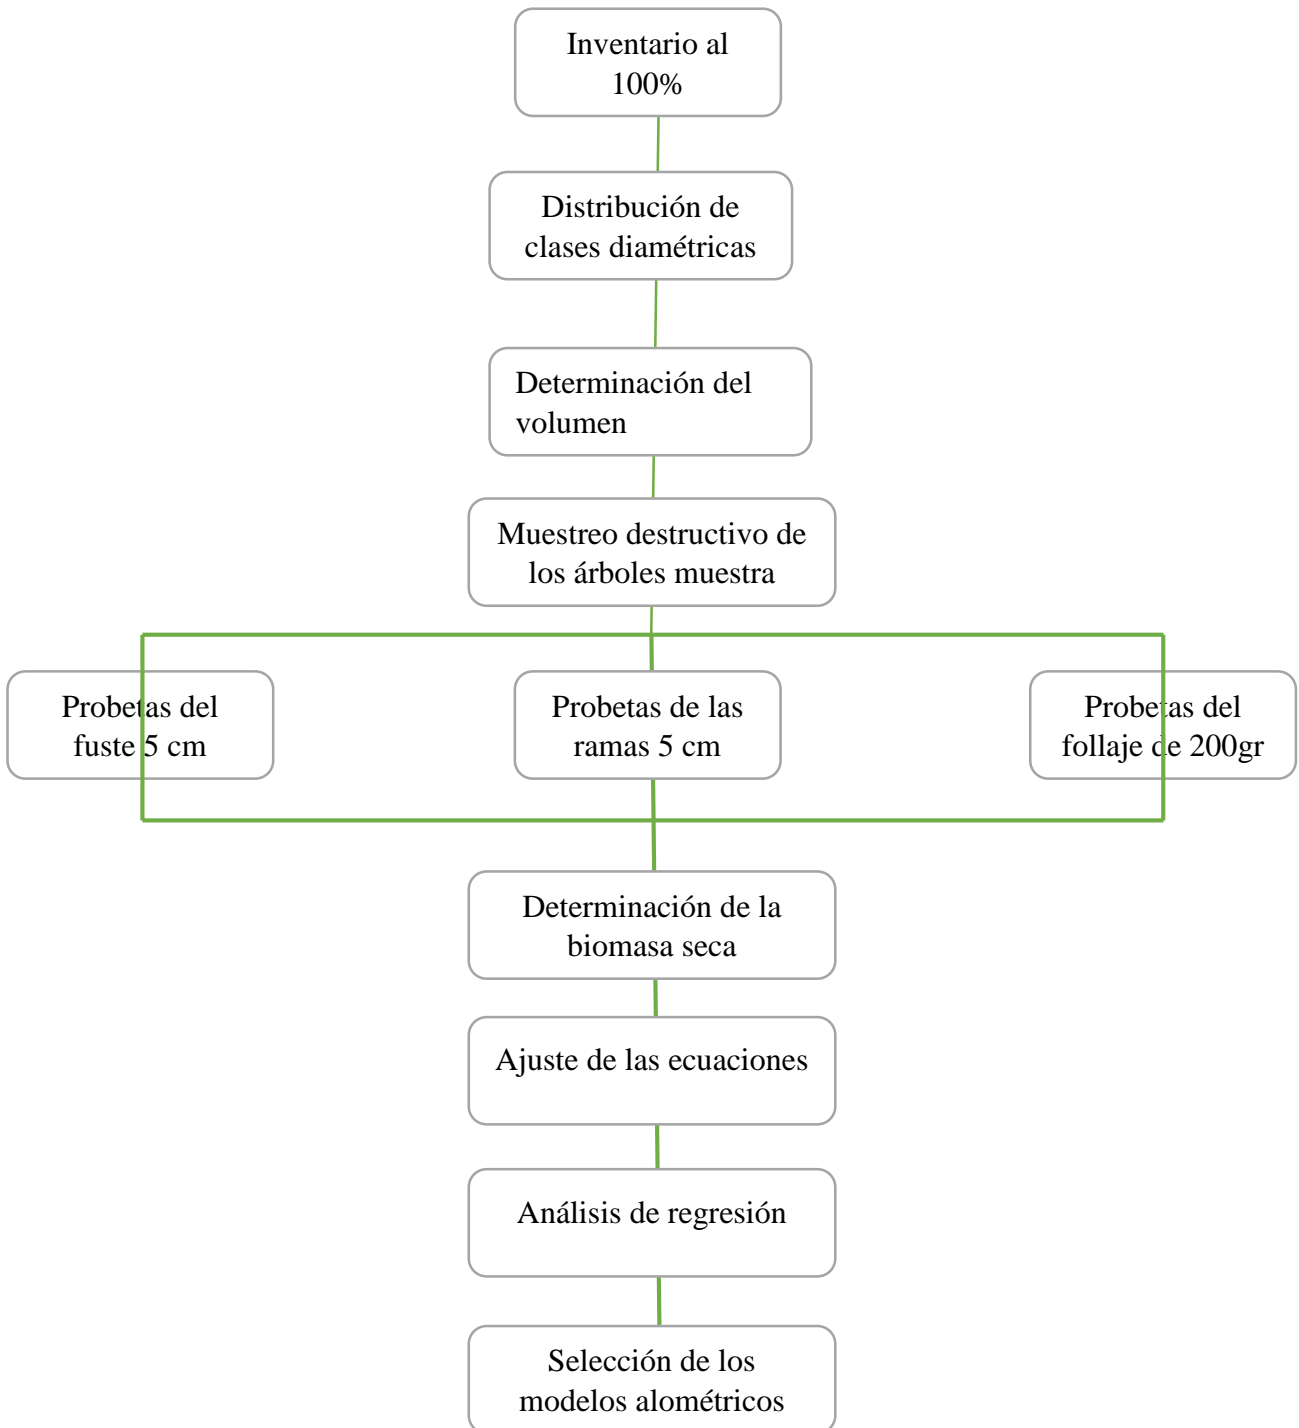 Inventario al
100%
Distribución de
clases diamétricas
Determinación del
volumen
Muestreo destructivo de
los árboles muestra
Probetas del
fuste 5 cm
Probetas de las
ramas 5 cm
Probetas del
follaje de 200gr
Determinación de la
biomasa seca
Ajuste de las ecuaciones
Análisis de regresión
Selección de los
modelos alométricos